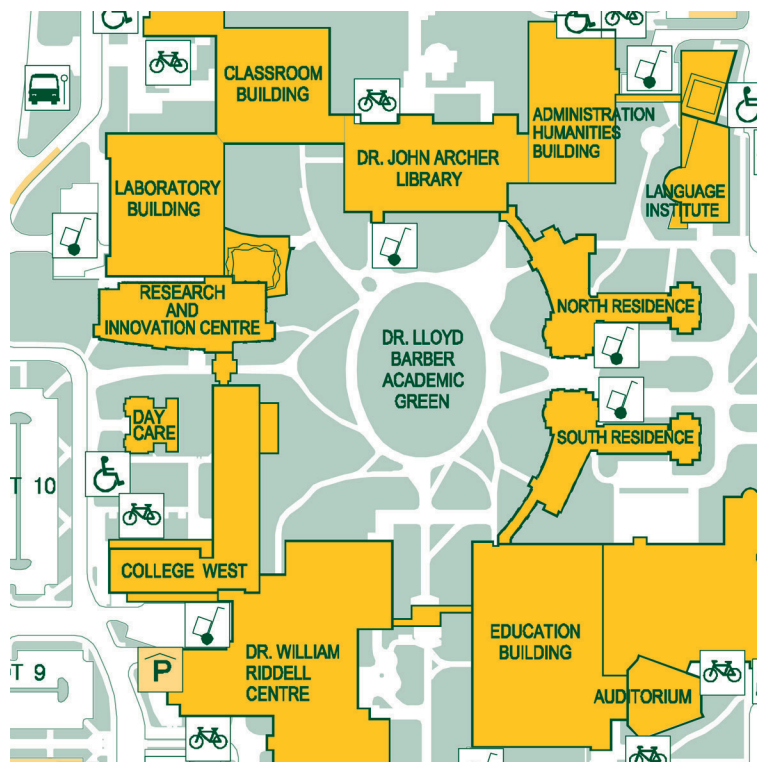 CLASSROOM
BUILDING
ADMINISTRATION
HUMANITIES
BUILDING
DR. JOHN ARCHER
LIBRARY
LABORATORY
BUILDING
LANGUAGE
INSTITUTE
RESEARCH
AND
INNOVATION CENTRE
NORTH RESIDENCE
DR. LLOYD
BARBER
ACADEMIC
GREEN
DAY
CARE
SOUTH RESIDENCE
T 10
COLLEGE WEST
EDUCATION
BUILDING
DR. WILLIAM
RIDDELL
CENTRE
P
OT 9
AUDITORIUM